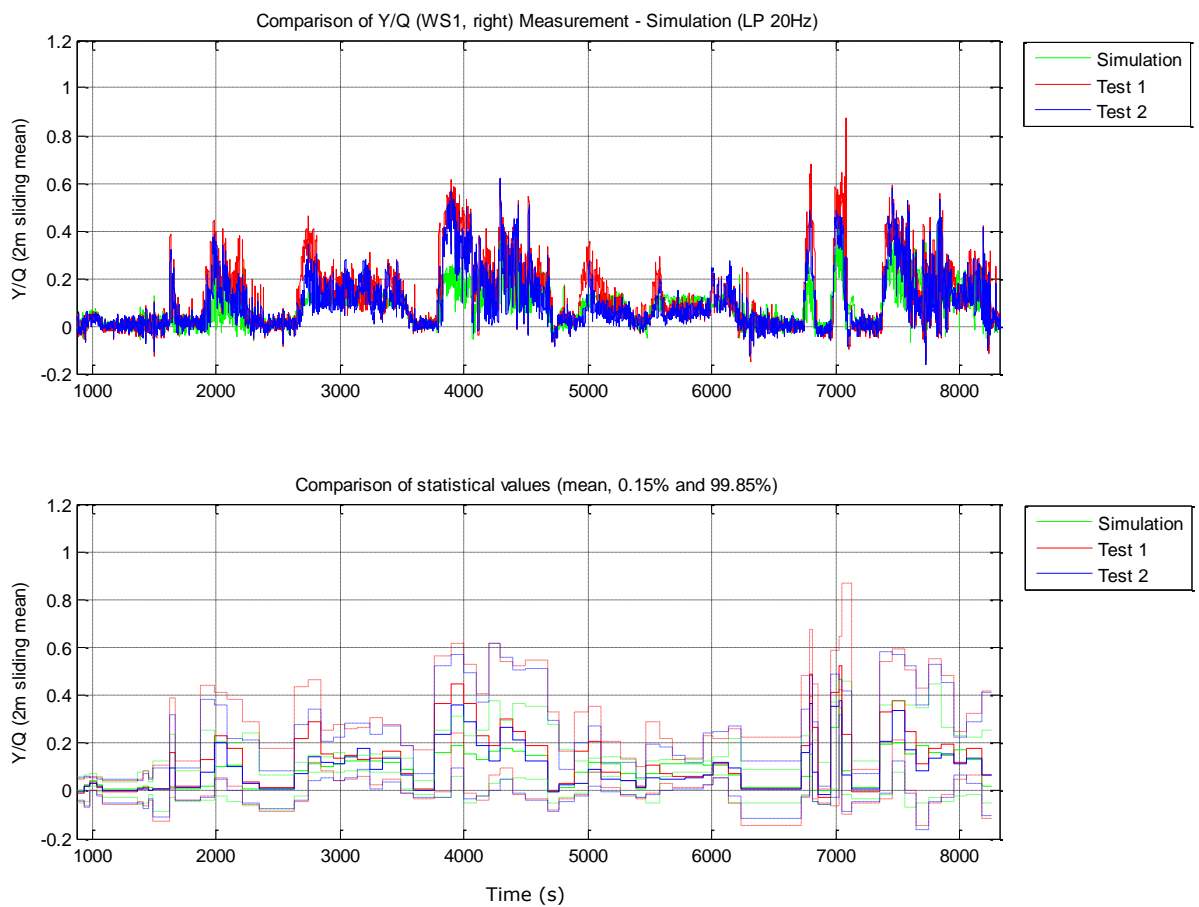 Comparison of Y/Q (WS1, right) Measurement - Simulation (LP 20Hz)
Y/Q (2m sliding mean)
1.2
1
0.8
0.6
0.4
0.2
0
-0.2
1000 2000 3000 4000 5000 6000 7000 8000
Simulation
Test 1
Test 2
Comparison of statistical values (mean, 0.15% and 99.85%)
Y/Q (2m sliding mean)
1.2
1
0.8
0.6
0.4
0.2
0
-0.2
1000 2000 3000 4000 5000 6000 7000 8000
Time (s)
Simulation
Test 1
Test 2